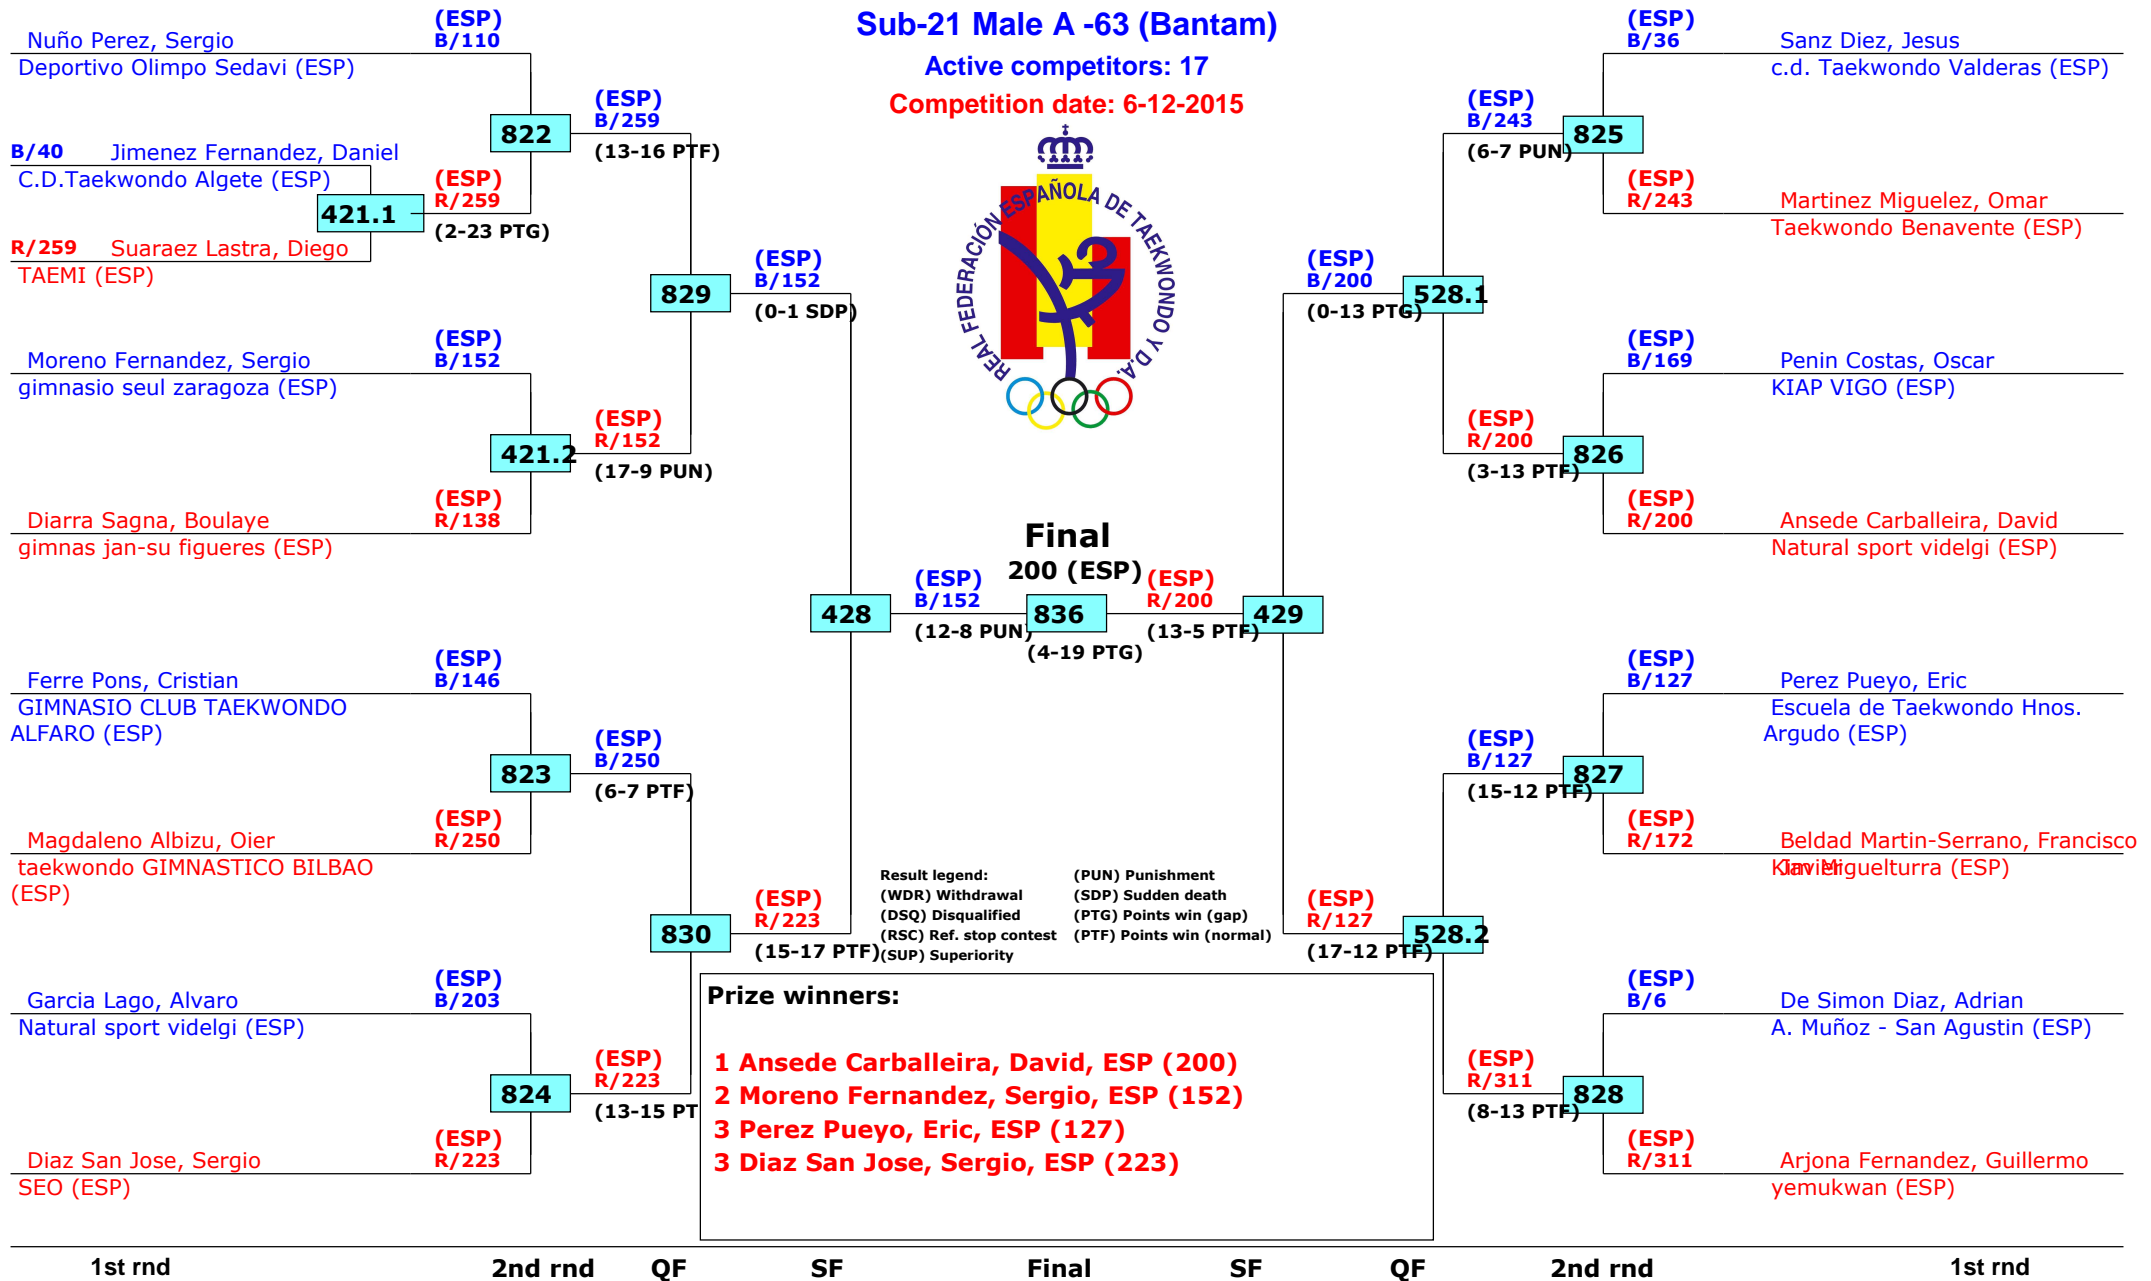 Sub-21 Male A -63 (Bantam)
Active competitors: 17
Competition date: 6-12-2015
REAL FEDERACIÓN ESPAÑOLA DE TAEKWONDO Y D.A.
Nuño Perez, Sergio
(ESP)
B/110
Deportivo Olimpo Sedavi (ESP)
822
(ESP)
B/259
(13-16 PTF)
B/40 Jimenez Fernandez, Daniel
C.D.Taekwondo Algete (ESP)
421.1
(ESP)
R/259
(2-23 PTG)
R/259 Suaraez Lastra, Diego
TAEMI (ESP)
829
(ESP)
B/152
(0-1 SDP)
Moreno Fernandez, Sergio
(ESP)
B/152
gimnasio seul zaragoza (ESP)
421.2
(ESP)
R/152
(17-9 PUN)
Diarra Sagna, Boulaye
(ESP)
R/138
gimnas jan-su figueres (ESP)
428
(ESP)
B/152
(12-8 PUN)
Ferre Pons, Cristian
(ESP)
B/146
GIMNASIO CLUB TAEKWONDO
ALFARO (ESP)
823
(ESP)
B/250
(6-7 PTF)
Magdaleno Albizu, Oier
(ESP)
R/250
taekwondo GIMNASTICO BILBAO
(ESP)
830
(ESP)
R/223
(15-17 PTF)
Garcia Lago, Alvaro
(ESP)
B/203
Natural sport videlgi (ESP)
824
(ESP)
R/223
(13-15 PT
Diaz San Jose, Sergio
(ESP)
R/223
SEO (ESP)
Final
200 (ESP)
836
(4-19 PTG)
(ESP)
R/200
(13-5 PTF)
429
(ESP)
B/36
Sanz Diez, Jesus
c.d. Taekwondo Valderas (ESP)
(ESP)
B/243
(6-7 PUN)
825
(ESP)
R/243
Martinez Miguelez, Omar
Taekwondo Benavente (ESP)
(ESP)
B/200
(0-13 PTG)
528.1
(ESP)
B/169
Penin Costas, Oscar
KIAP VIGO (ESP)
(ESP)
R/200
(3-13 PTF)
826
(ESP)
R/200
Ansede Carballeira, David
Natural sport videlgi (ESP)
(ESP)
B/127
Perez Pueyo, Eric
Escuela de Taekwondo Hnos.
Argudo (ESP)
(ESP)
B/127
(15-12 PTF)
827
(ESP)
R/172
Beldad Martin-Serrano, Francisco
Javier
Kim Miguelturra (ESP)
(ESP)
R/127
(17-12 PTF)
528.2
(ESP)
B/6
De Simon Diaz, Adrian
A. Muñoz - San Agustin (ESP)
(ESP)
R/311
(8-13 PTF)
828
(ESP)
R/311
Arjona Fernandez, Guillermo
yemukwan (ESP)
Result legend:
(WDR) Withdrawal
(DSQ) Disqualified
(RSC) Ref. stop contest
(SUP) Superiority
(PUN) Punishment
(SDP) Sudden death
(PTG) Points win (gap)
(PTF) Points win (normal)
Prize winners:
1 Ansede Carballeira, David, ESP (200)
2 Moreno Fernandez, Sergio, ESP (152)
3 Perez Pueyo, Eric, ESP (127)
3 Diaz San Jose, Sergio, ESP (223)
1st rnd 2nd rnd QF SF Final SF QF 2nd rnd 1st rnd